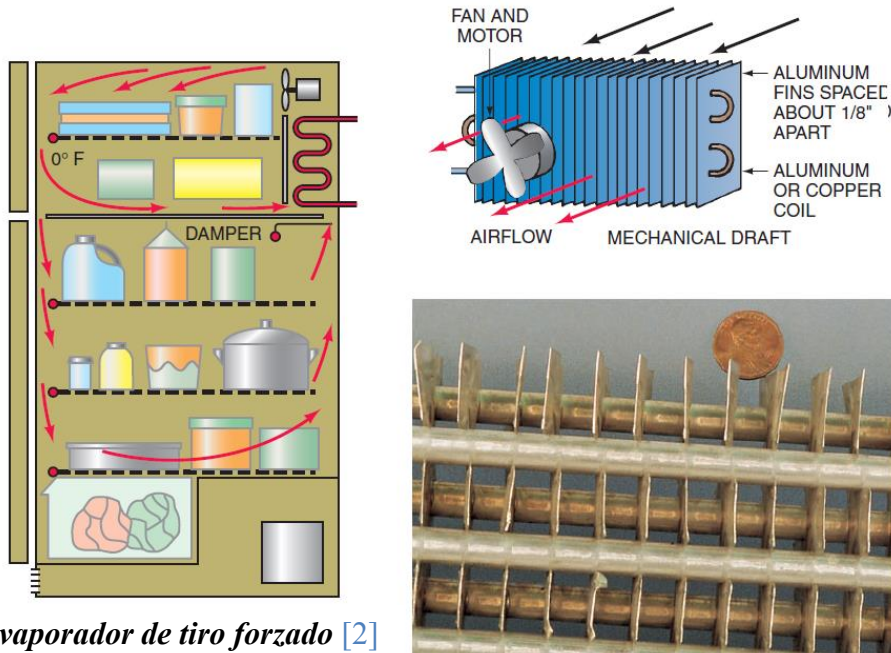 0° F
DAMPER
vaporador de tiro forzado [2]
FAN AND
MOTOR
ALUMINUM
FINS SPACED
ABOUT 1/8"
APART
ALUMINUM
OR COPPER
COIL
AIRFLOW
MECHANICAL DRAFT